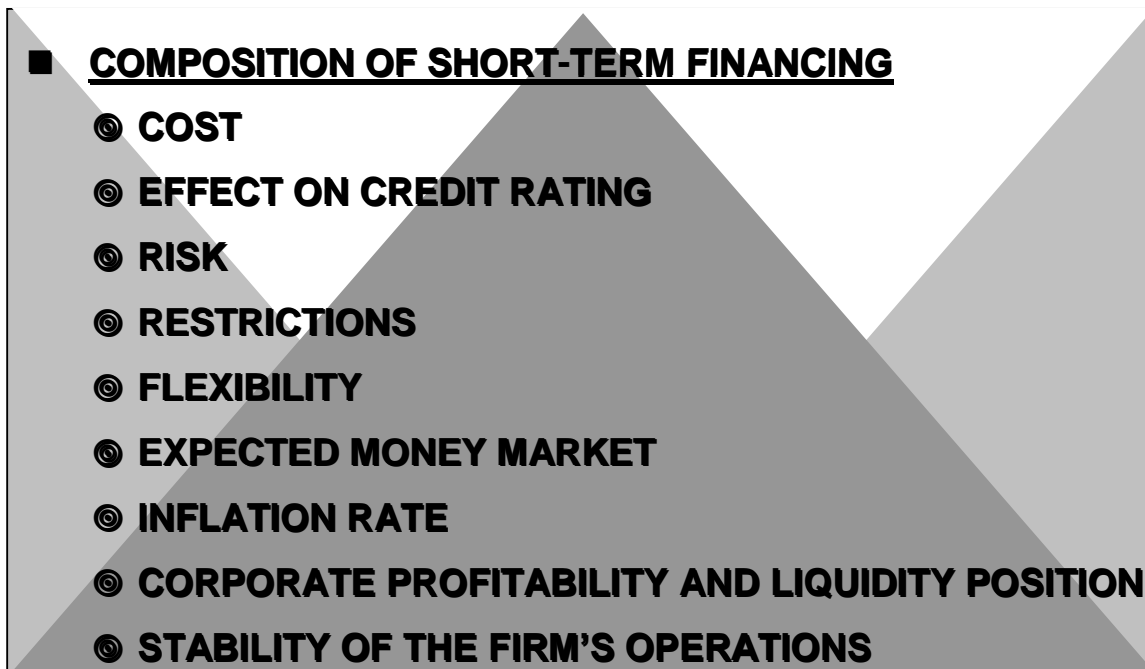 ■ COMPOSITION OF SHORT-TERM FINANCING
◎ COST
◎ EFFECT ON CREDIT RATING
◎ RISK
◎ RESTRICTIONS
◎ FLEXIBILITY
◎ EXPECTED MONEY MARKET
◎ INFLATION RATE
◎ CORPORATE PROFITABILITY AND LIQUIDITY POSITION
◎ STABILITY OF THE FIRM'S OPERATIONS